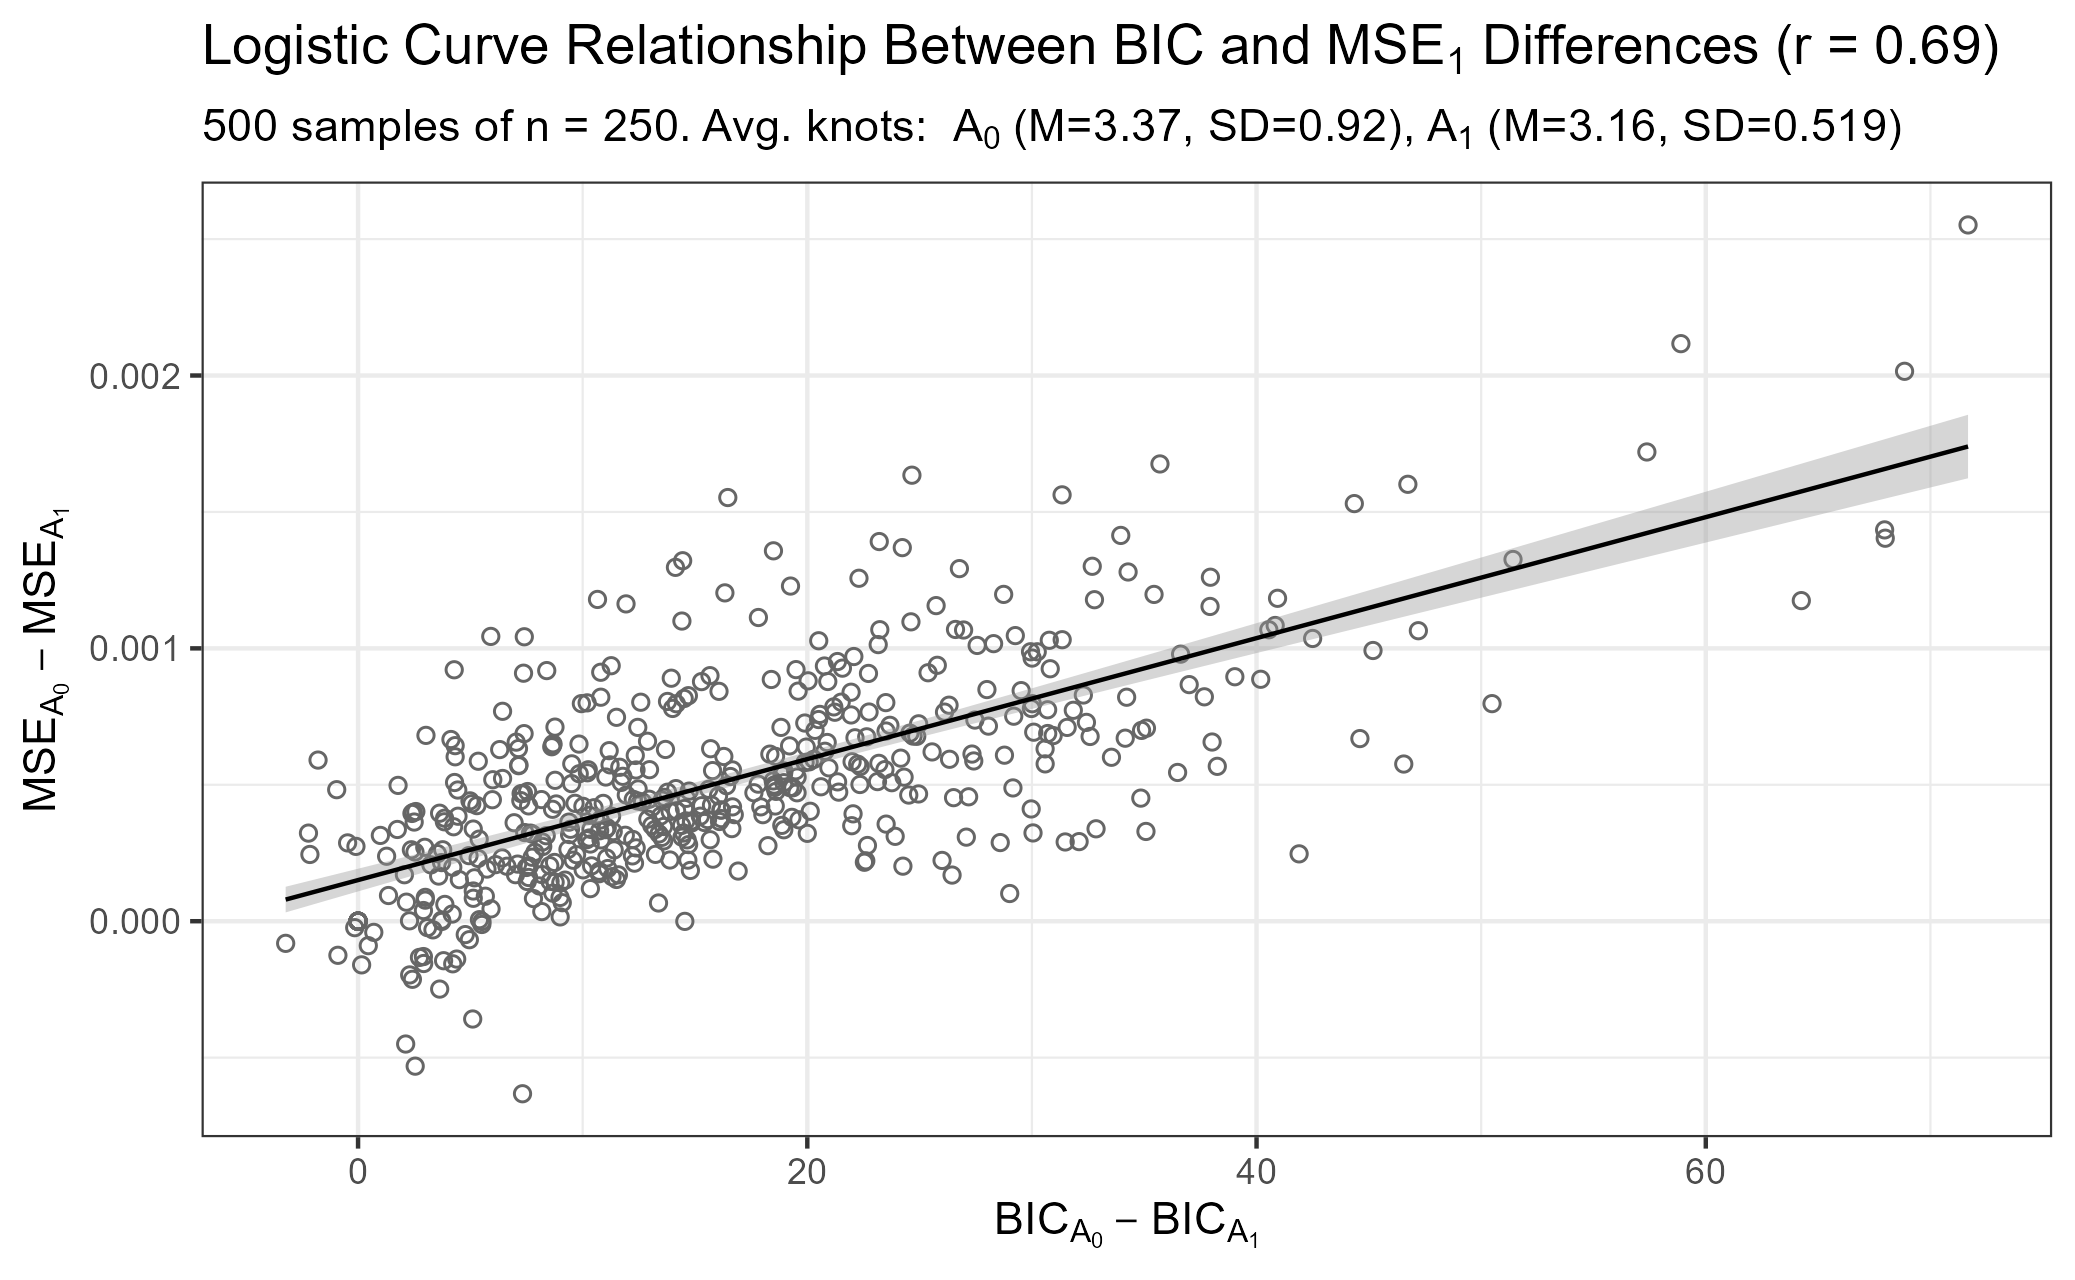 Logistic Curve Relationship Between BIC and MSE₁ Differences (r = 0.69)
500 samples of n = 250. Avg. knots:  A₀ (M=3.37, SD=0.92), A₁ (M=3.16, SD=0.519)
MSE_A₀ – MSE_A₁
0.002
0.001
0.000
0
20
40
60
BIC_A₀ – BIC_A₁